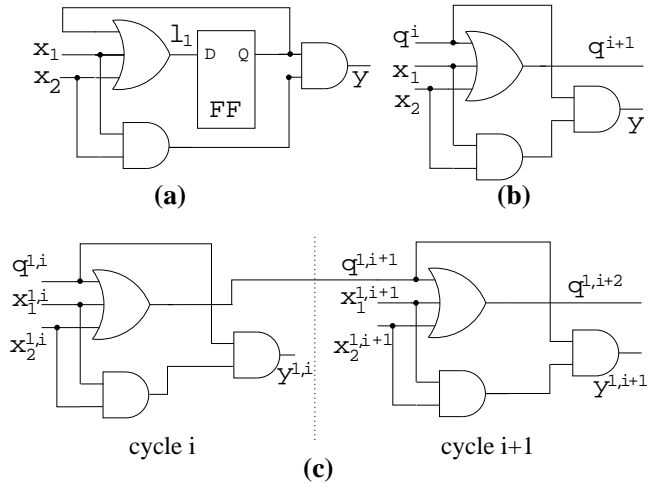 l₁
x₁
x₂
D Q
FF
y
(a)
qⁱ
x₁
x₂
qⁱ⁺¹
y
(b)
q¹,ⁱ
x₁¹,ⁱ
x₂¹,ⁱ
y¹,ⁱ
cycle i
q¹,ⁱ⁺¹
x₁¹,ⁱ⁺¹
x₂¹,ⁱ⁺¹
q¹,ⁱ⁺²
y¹,ⁱ⁺¹
cycle i+1
(c)